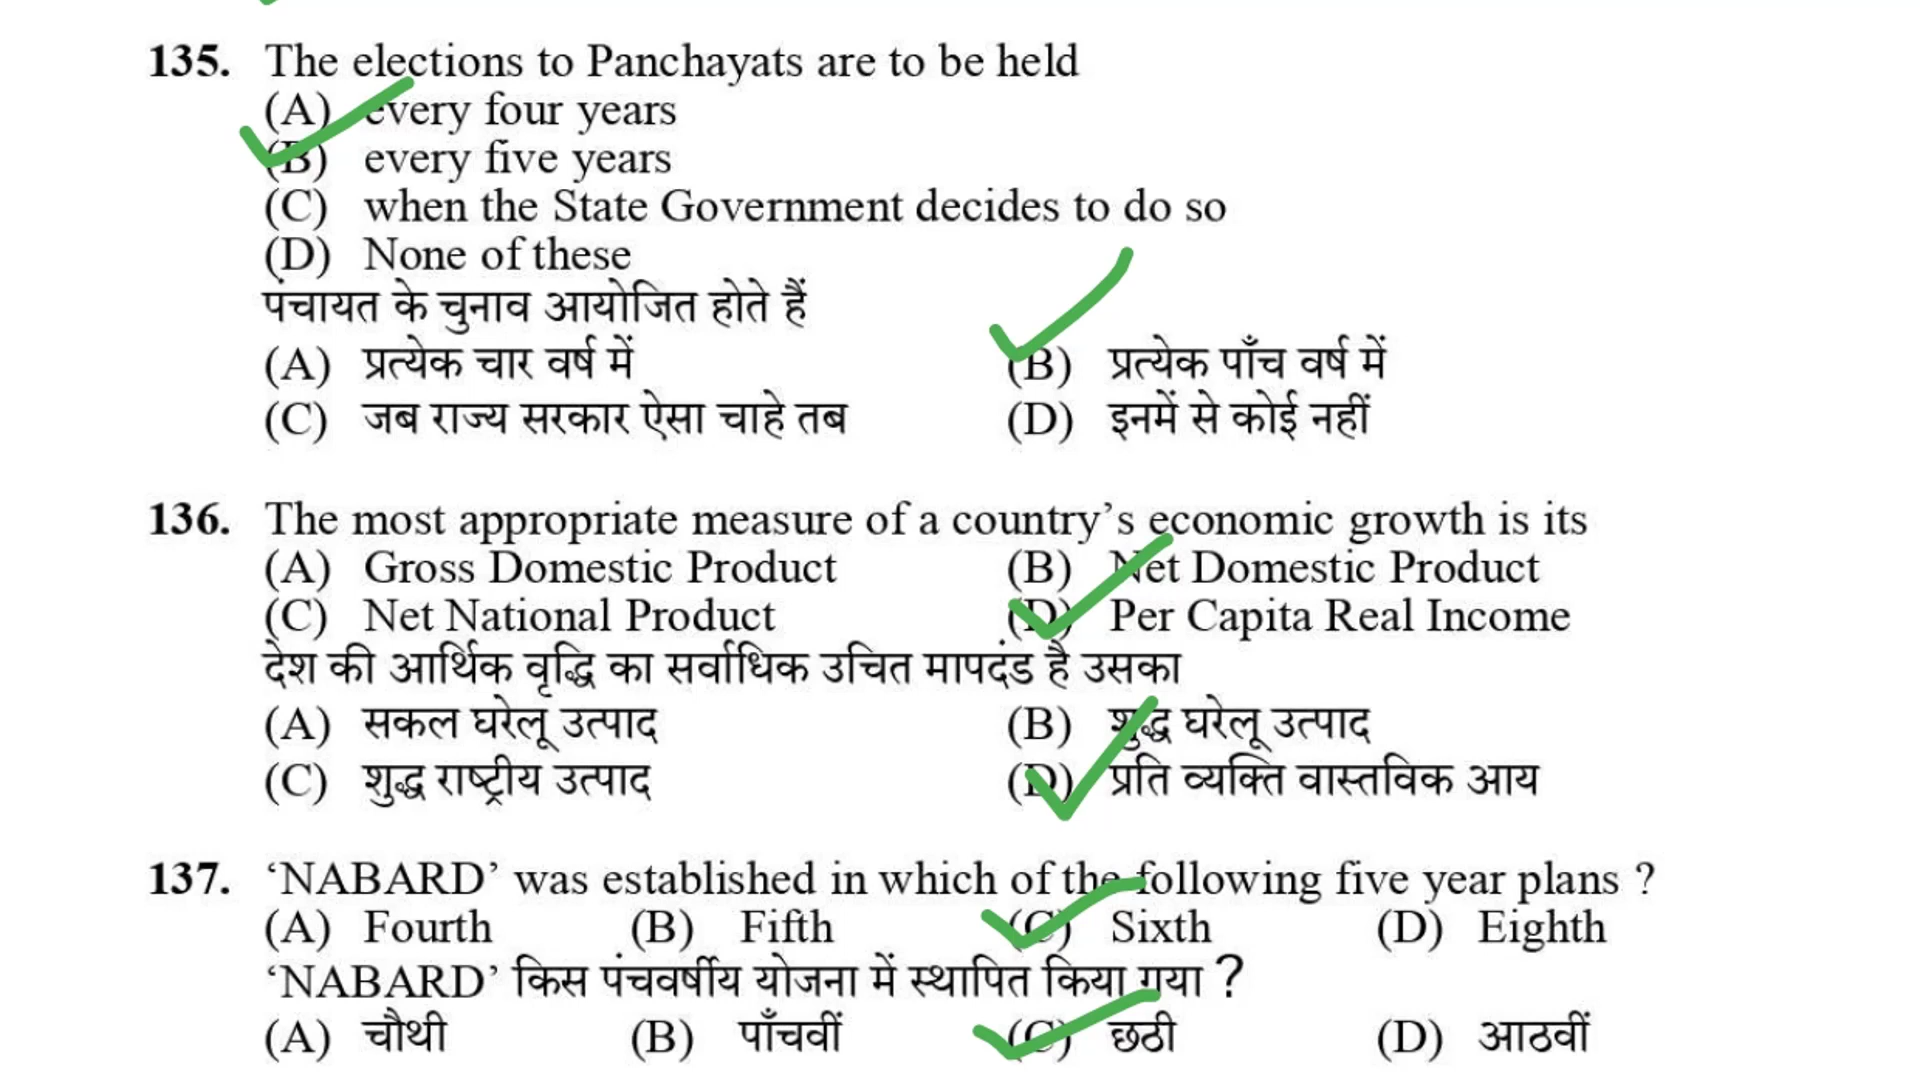 135. The elections to Panchayats are to be held
(A) every four years
(B) every five years
(C) when the State Government decides to do so
(D) None of these
पंचायत के चुनाव आयोजित होते हैं
(A) प्रत्येक चार वर्ष में (B) प्रत्येक पाँच वर्ष में
(C) जब राज्य सरकार ऐसा चाहे तब (D) इनमें से कोई नहीं
136. The most appropriate measure of a country’s economic growth is its
(A) Gross Domestic Product (B) Net Domestic Product
(C) Net National Product (D) Per Capita Real Income
देश की आर्थिक वृद्धि का सर्वाधिक उचित मापदंड है उसका
(A) सकल घरेलू उत्पाद (B) शुद्ध घरेलू उत्पाद
(C) शुद्ध राष्ट्रीय उत्पाद (D) प्रति व्यक्ति वास्तविक आय
137. ‘NABARD’ was established in which of the following five year plans ?
(A) Fourth (B) Fifth (C) Sixth (D) Eighth
‘NABARD’ किस पंचवर्षीय योजना में स्थापित किया गया ?
(A) चौथी (B) पाँचवीं (C) छठी (D) आठवीं